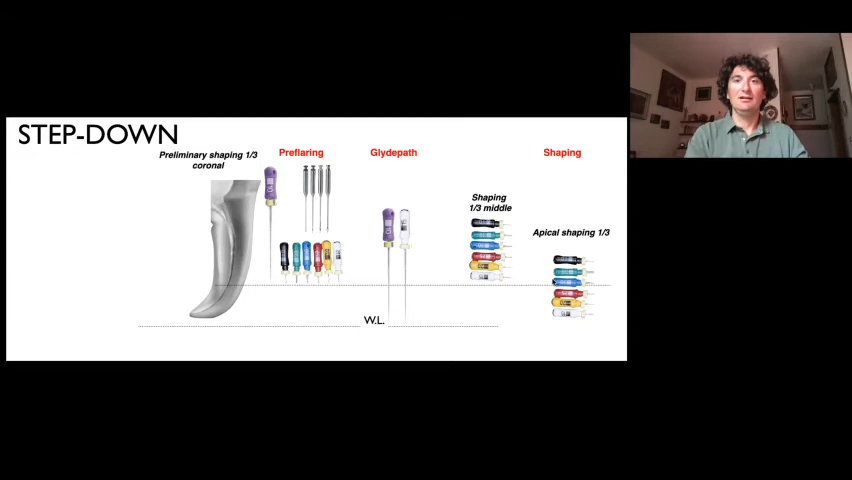 STEP-DOWN
Preliminary shaping 1/3
coronal
Preflaring
Glydepath
Shaping
Shaping
1/3 middle
Apical shaping 1/3
W.L.